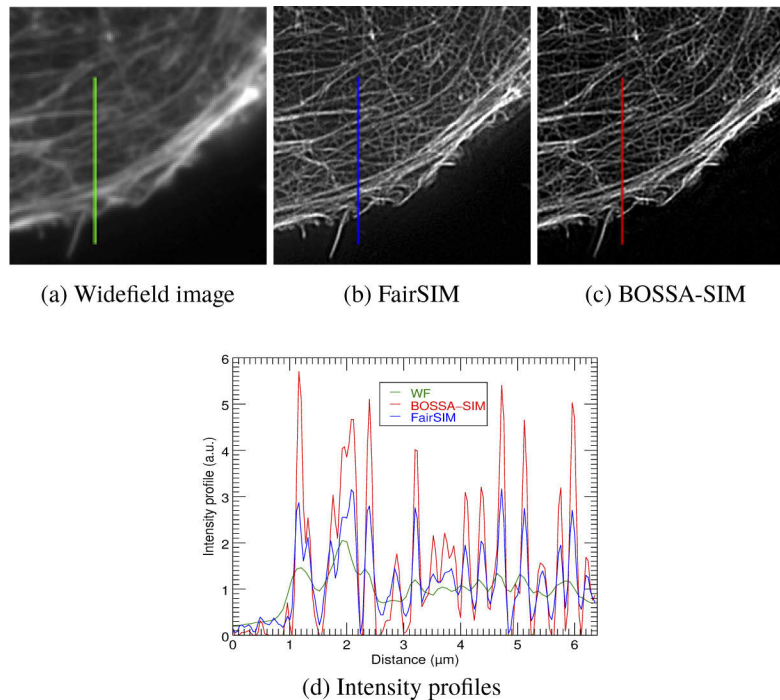 (a) Widefield image
(b) FairSIM
(c) BOSSA-SIM
6
5
4
3
2
1
0
Intensity profile (a.u.)
WF
BOSSA-SIM
FairSIM
0 1 2 3 4 5 6
Distance (µm)
(d) Intensity profiles